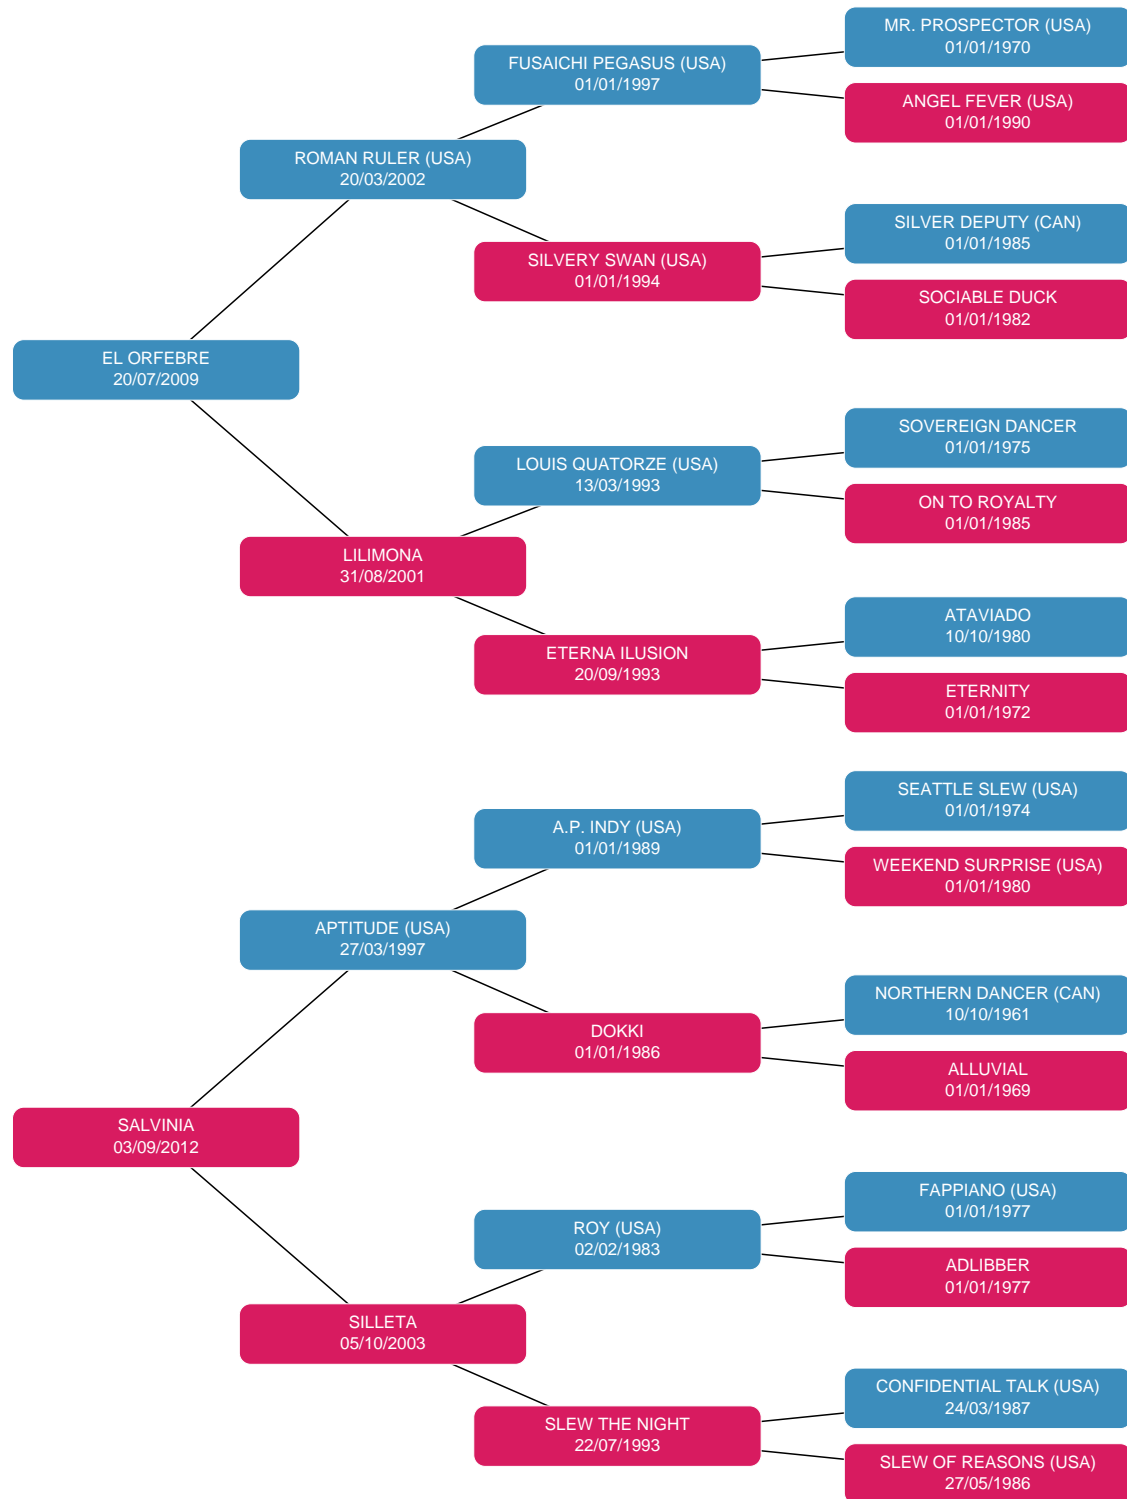 MR. PROSPECTOR (USA)
01/01/1970
FUSAICHI PEGASUS (USA)
01/01/1997
ANGEL FEVER (USA)
01/01/1990
ROMAN RULER (USA)
20/03/2002
SILVER DEPUTY (CAN)
01/01/1985
SILVERY SWAN (USA)
01/01/1994
SOCIABLE DUCK
01/01/1982
EL ORFEBRE
20/07/2009
SOVEREIGN DANCER
01/01/1975
LOUIS QUATORZE (USA)
13/03/1993
ON TO ROYALTY
01/01/1985
LILIMONA
31/08/2001
ATAVIADO
10/10/1980
ETERNA ILUSION
20/09/1993
ETERNITY
01/01/1972
SEATTLE SLEW (USA)
01/01/1974
A.P. INDY (USA)
01/01/1989
WEEKEND SURPRISE (USA)
01/01/1980
APTITUDE (USA)
27/03/1997
NORTHERN DANCER (CAN)
10/10/1961
DOKKI
01/01/1986
ALLUVIAL
01/01/1969
SALVINIA
03/09/2012
FAPPIANO (USA)
01/01/1977
ROY (USA)
02/02/1983
ADLIBBER
01/01/1977
SILLETA
05/10/2003
CONFIDENTIAL TALK (USA)
24/03/1987
SLEW THE NIGHT
22/07/1993
SLEW OF REASONS (USA)
27/05/1986